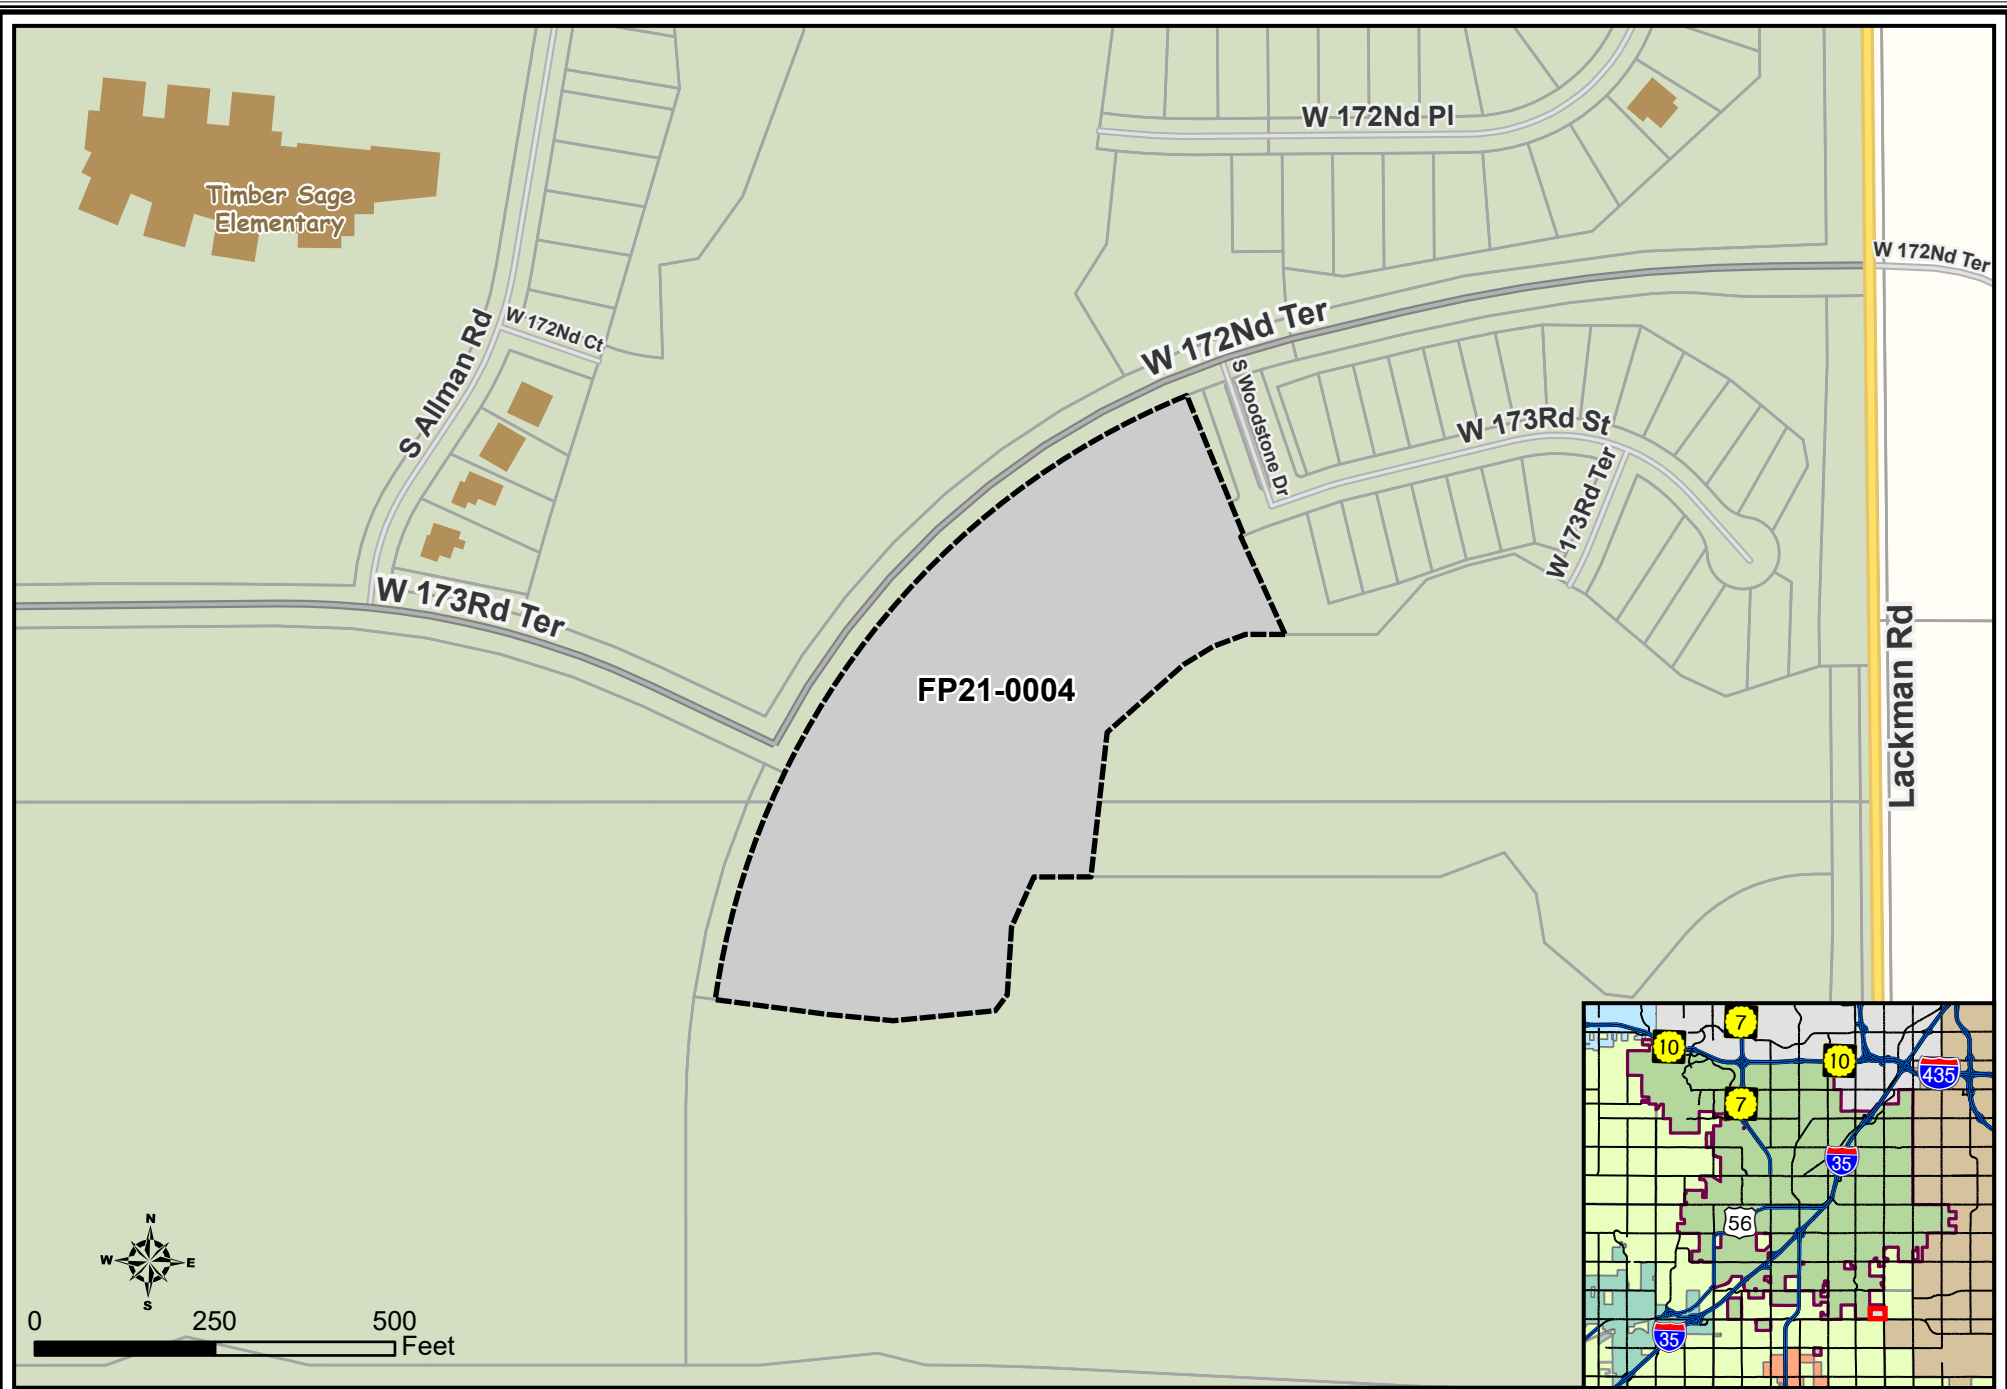 W 172Nd Pl
Timber Sage
Elementary
W 172Nd Ter
W 172Nd Ct
W 172Nd Ter
S Allman Rd
S Woodstone Dr
W 173Rd St
W 173Rd Ter
W 173Rd Ter
Lackman Rd
FP21-0004
7
10
10
435
7
35
56
35
N
W E
S
0 250 500
Feet